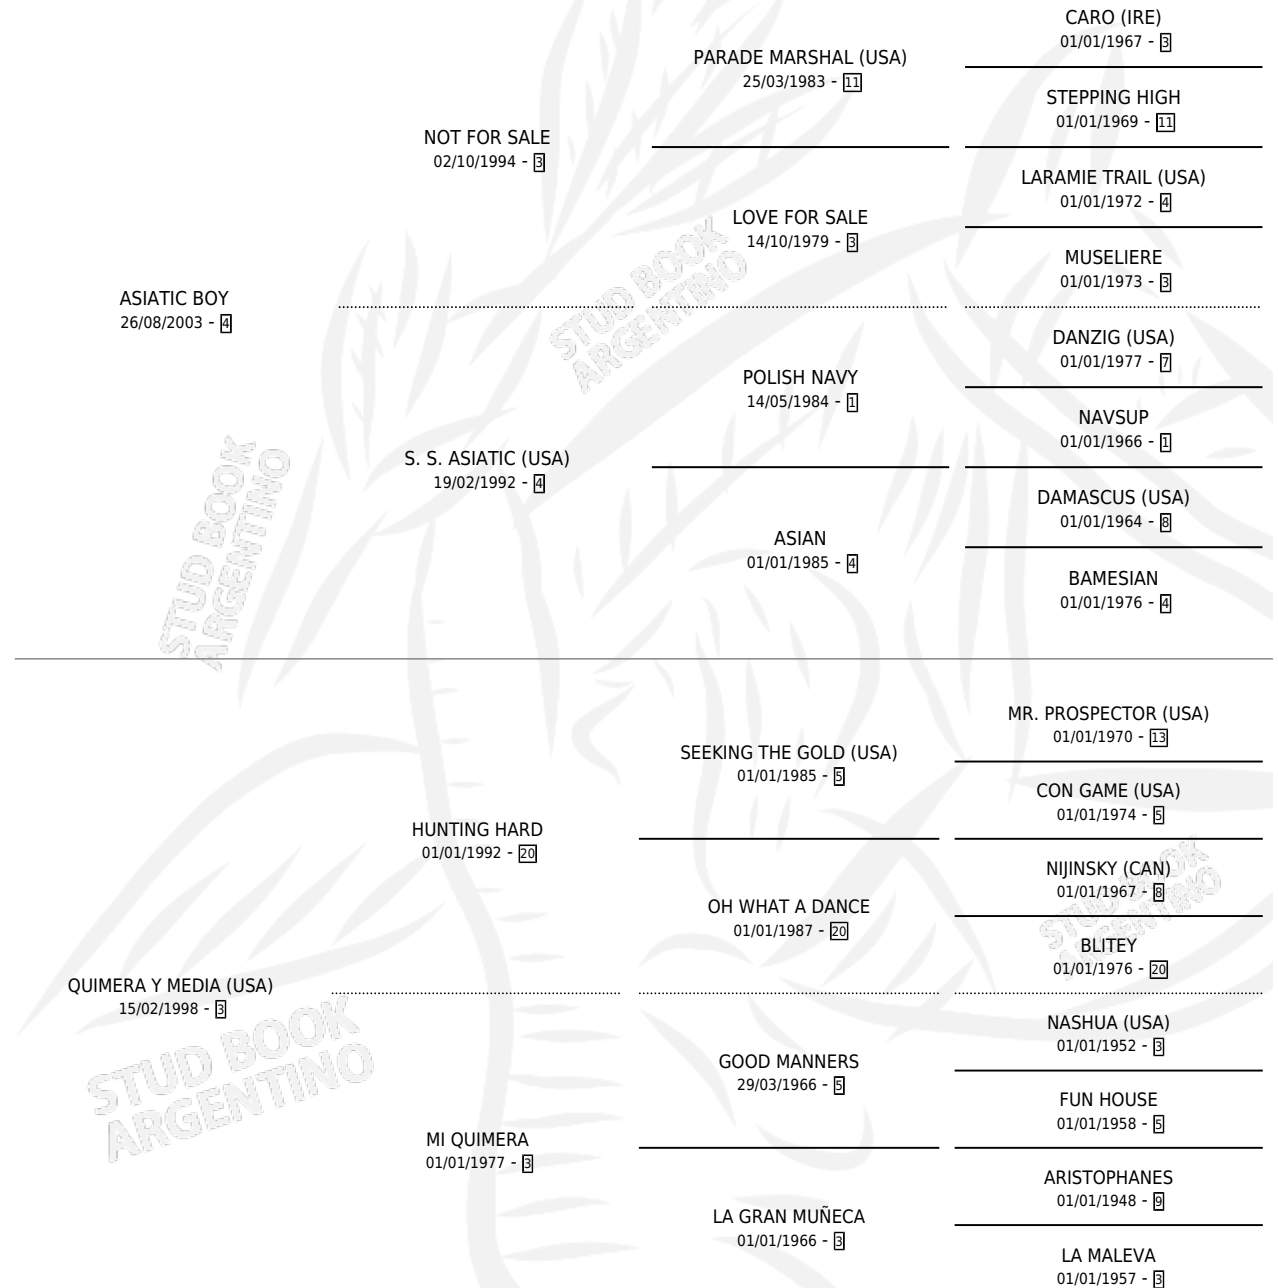 CARO (IRE)
01/01/1967 - 3
PARADE MARSHAL (USA)
25/03/1983 - 11
STEPPING HIGH
01/01/1969 - 11
NOT FOR SALE
02/10/1994 - 3
LARAMIE TRAIL (USA)
01/01/1972 - 4
LOVE FOR SALE
14/10/1979 - 3
MUSELIERE
01/01/1973 - 3
ASIATIC BOY
26/08/2003 - 4
DANZIG (USA)
01/01/1977 - 7
POLISH NAVY
14/05/1984 - 1
NAVSUP
01/01/1966 - 1
S. S. ASIATIC (USA)
19/02/1992 - 4
DAMASCUS (USA)
01/01/1964 - 8
ASIAN
01/01/1985 - 4
BAMESIAN
01/01/1976 - 4
MR. PROSPECTOR (USA)
01/01/1970 - 13
SEEKING THE GOLD (USA)
01/01/1985 - 5
CON GAME (USA)
01/01/1974 - 5
HUNTING HARD
01/01/1992 - 20
NIJINSKY (CAN)
01/01/1967 - 8
OH WHAT A DANCE
01/01/1987 - 20
BLITEY
01/01/1976 - 20
QUIMERA Y MEDIA (USA)
15/02/1998 - 3
NASHUA (USA)
01/01/1952 - 3
GOOD MANNERS
29/03/1966 - 5
FUN HOUSE
01/01/1958 - 5
MI QUIMERA
01/01/1977 - 3
ARISTOPHANES
01/01/1948 - 9
LA GRAN MUÑECA
01/01/1966 - 3
LA MALEVA
01/01/1957 - 3
STUD BOOK
ARGENTINO
STUD BOOK
ARGENTINO
STUD BOOK
ARGENTINO
STUD BOOK
ARGENTINO